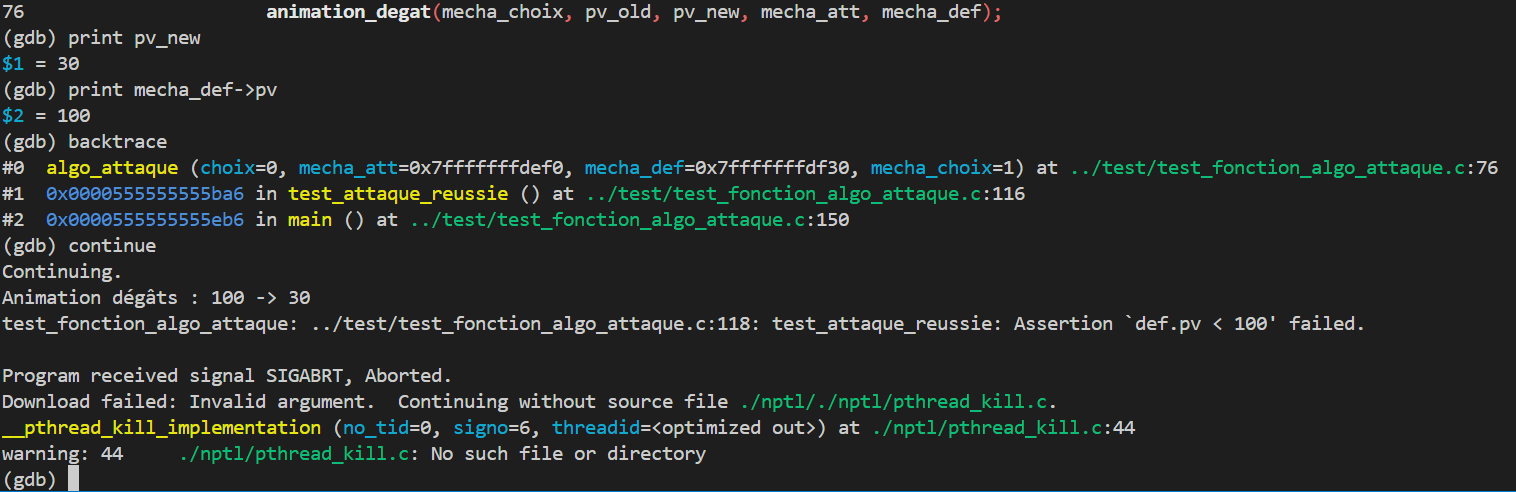 76                    animation_degat(mecha_choix, pv_old, pv_new, mecha_att, mecha_def);
(gdb) print pv_new
$1 = 30
(gdb) print mecha_def->pv
$2 = 100
(gdb) backtrace
#0  algo_attaque (choix=0, mecha_att=0x7fffffffdef0, mecha_def=0x7fffffffdf30, mecha_choix=1) at ../test/test_fonction_algo_attaque.c:76
#1  0x0000555555555ba6 in test_attaque_reussie () at ../test/test_fonction_algo_attaque.c:116
#2  0x0000555555555eb6 in main () at ../test/test_fonction_algo_attaque.c:150
(gdb) continue
Continuing.
Animation dégâts : 100 -> 30
test_fonction_algo_attaque: ../test/test_fonction_algo_attaque.c:118: test_attaque_reussie: Assertion `def.pv < 100' failed.

Program received signal SIGABRT, Aborted.
Download failed: Invalid argument.  Continuing without source file ./nptl/./nptl/pthread_kill.c.
__pthread_kill_implementation (no_tid=0, signo=6, threadid=<optimized out>) at ./nptl/pthread_kill.c:44
warning: 44     ./nptl/pthread_kill.c: No such file or directory
(gdb)